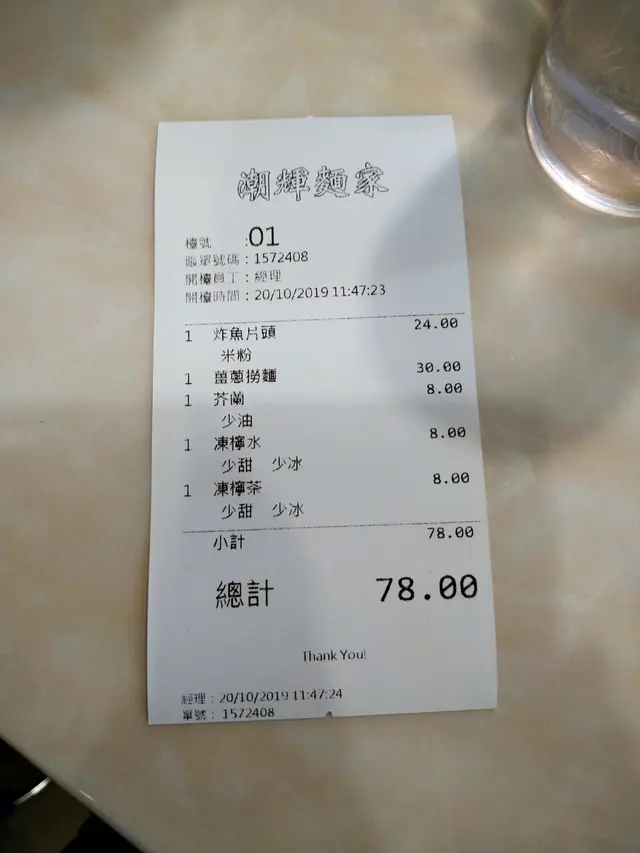 潮輝麵家
檯號 :01
賬單號碼：1572408
開檯員工：經理
開檯時間：20/10/2019 11:47:23
1 炸魚片頭 24.00
米粉
1 薑蔥撈麵 30.00
1 芥蘭 8.00
少油
1 凍檸水 8.00
少甜 少冰
1 凍檸茶 8.00
少甜 少冰
小計 78.00
總計 78.00
Thank You!
經理：20/10/2019 11:47:24
單號：1572408